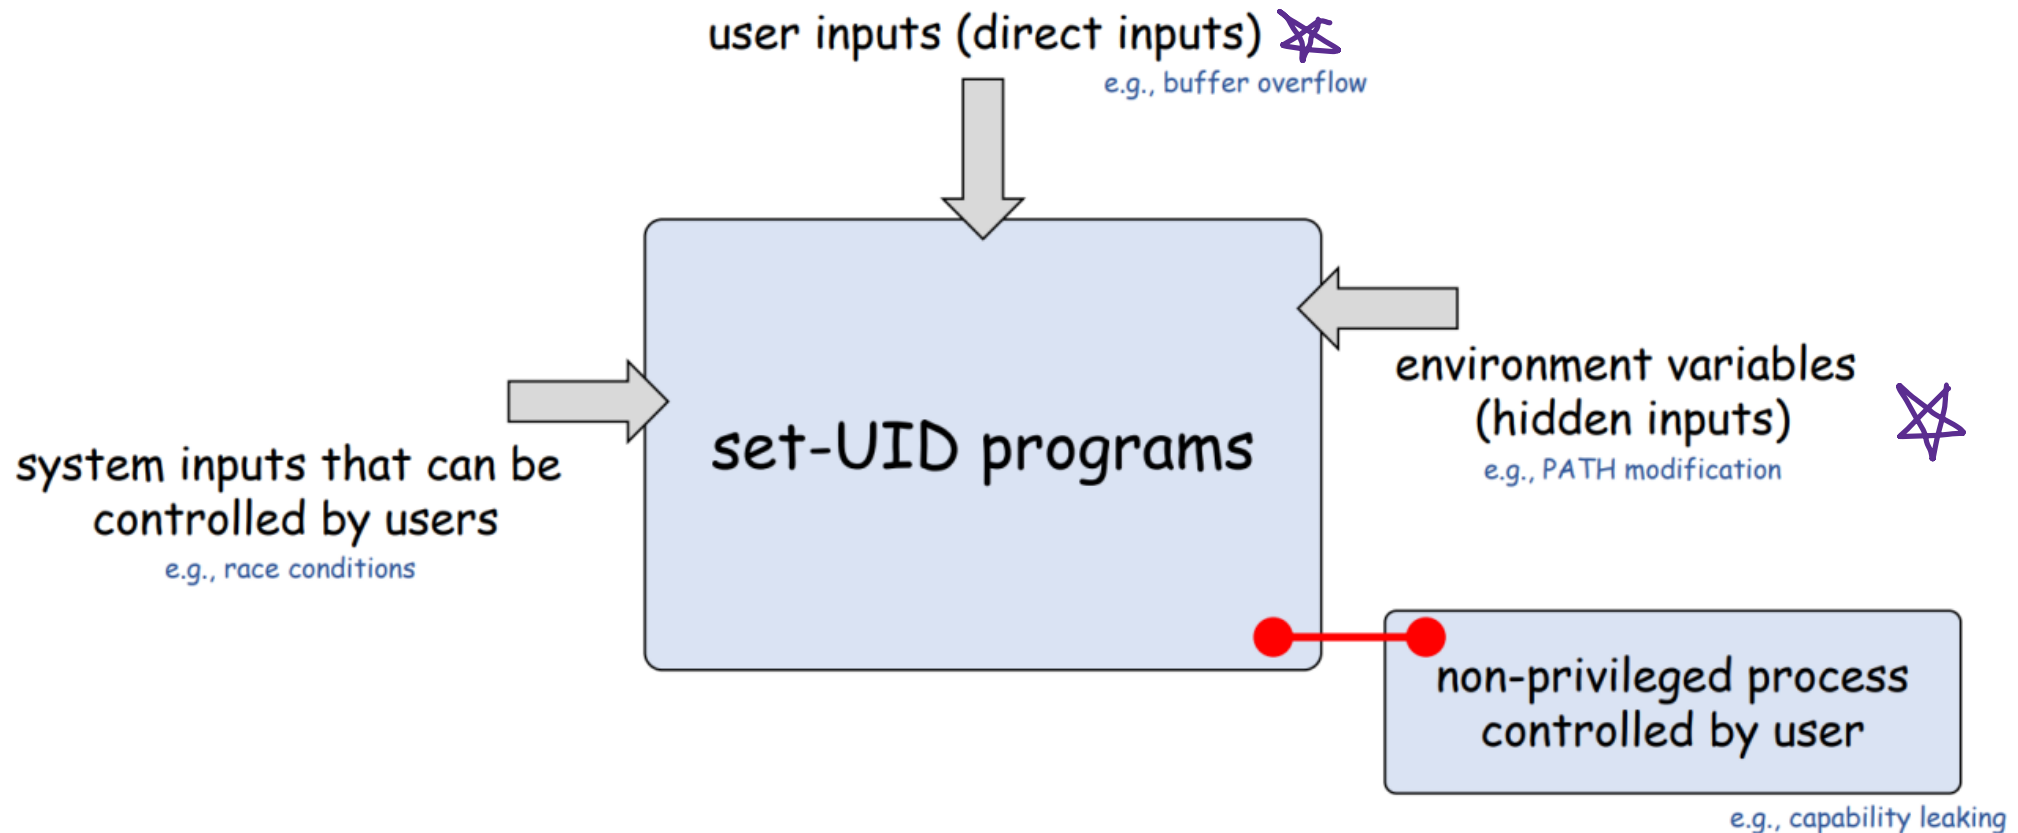 user inputs (direct inputs)
e.g., buffer overflow
environment variables
(hidden inputs)
e.g., PATH modification
set-UID programs
system inputs that can be
controlled by users
e.g., race conditions
non-privileged process
controlled by user
e.g., capability leaking